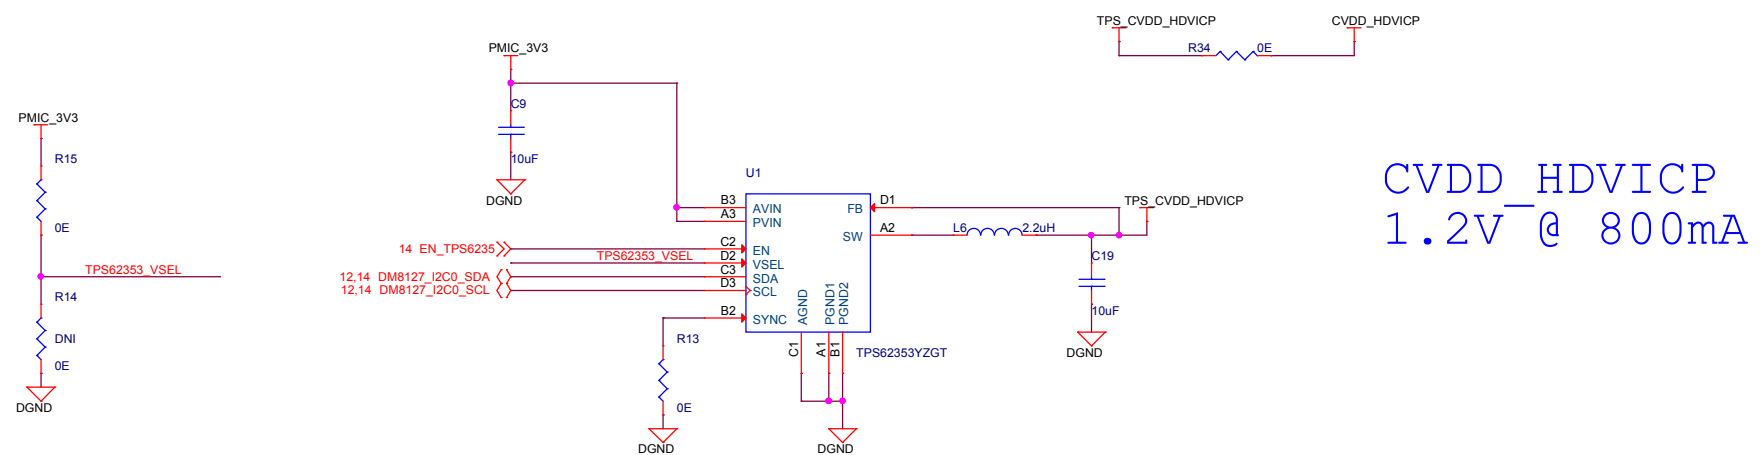 TPS_CVDD_HDVICP
CVDD_HDVICP
R34
0E
PMIC_3V3
C9
10uF
DGND
PMIC_3V3
R15
0E
TPS62353_VSEL
R14
DNI
0E
DGND
U1
B3 AVIN
A3 PVIN
14 EN_TPS6235 C2 EN
TPS62353_VSEL D2 VSEL
12,14 DM8127_I2C0_SDA C3 SDA
12,14 DM8127_I2C0_SCL D3 SCL
B2 SYNC
FB D1
SW A2
AGND
PGND1
PGND2
C1
A1
B1
TPS62353YZGT
R13
0E
DGND
DGND
L6
2.2uH
TPS_CVDD_HDVICP
C19
10uF
DGND
CVDD_HDVICP
1.2V @ 800mA